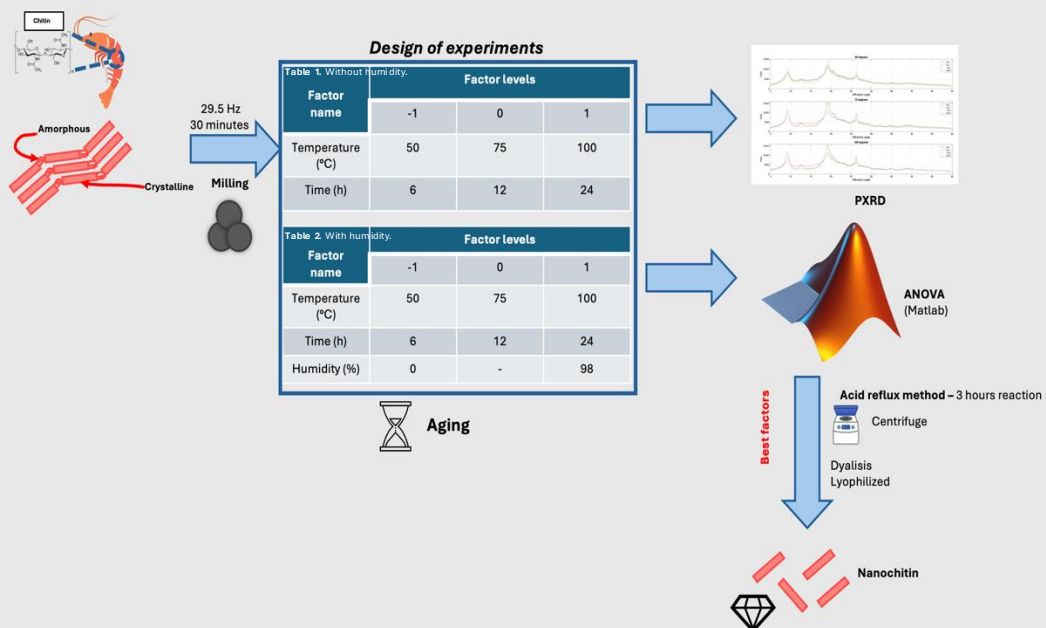 Chitin
Amorphous
Crystalline
29.5 Hz
30 minutes
Milling
Design of experiments
Table 1. Without humidity.
Factor name
Factor levels
-1 0 1
Temperature (ºC) 50 75 100
Time (h) 6 12 24
Table 2. With humidity.
Factor name
Factor levels
-1 0 1
Temperature (ºC) 50 75 100
Time (h) 6 12 24
Humidity (%) 0 - 98
Aging
PXRD
ANOVA
(Matlab)
Best factors
Acid reflux method – 3 hours reaction
Centrifuge
Dyalisis
Lyophilized
Nanochitin